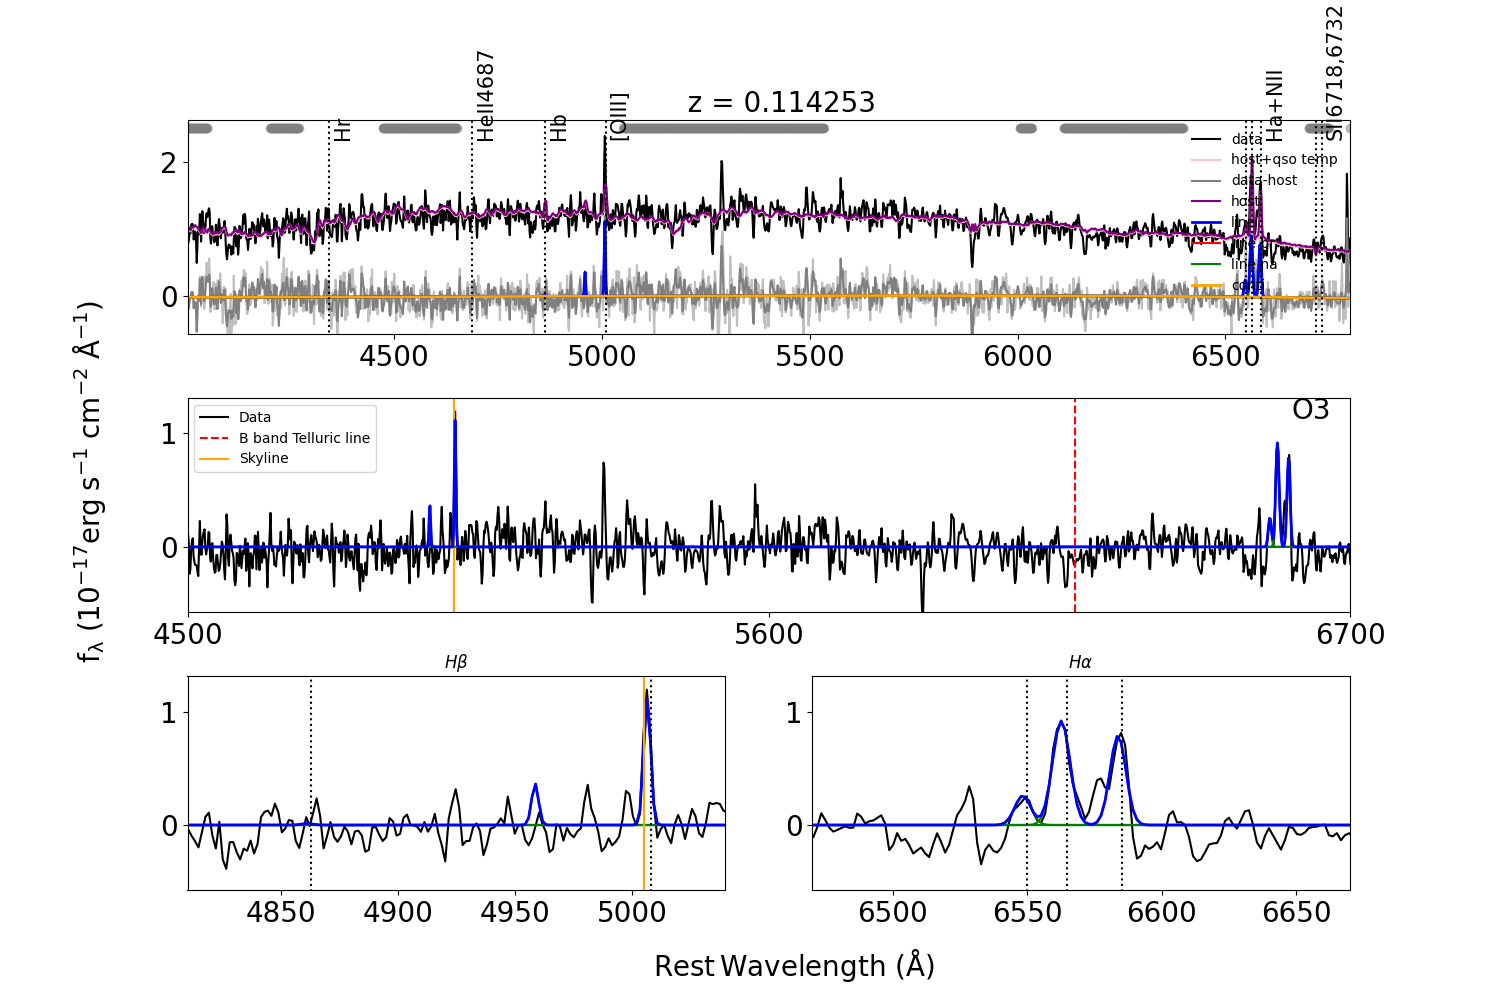 z = 0.114253
Hr
HeII4687
Hb
[OIII]
Ha+NII
SII6718,6732
data
host+qso temp
data-host
host
line
line na
conti
2
0
4500 5000 5500 6000 6500
f_λ (10^{-17}erg s^{-1} cm^{-2} Å^{-1})
O3
Data
B band Telluric line
Skyline
1
0
4500 5600 6700
Hβ
1
0
4850 4900 4950 5000
Hα
1
0
6500 6550 6600 6650
Rest Wavelength (Å)